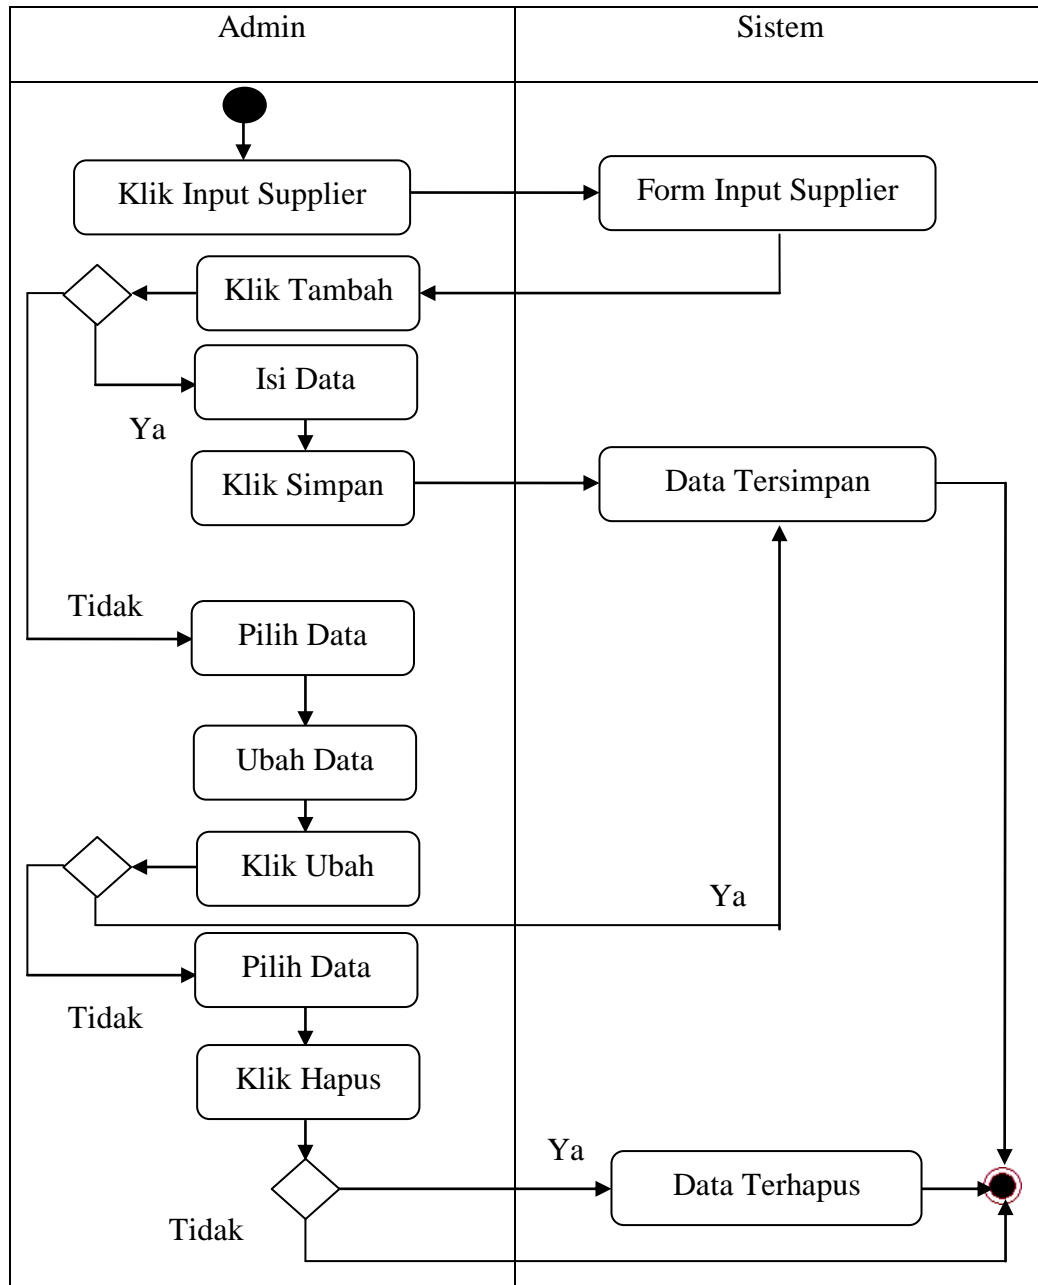 Admin
Sistem
Klik Input Supplier
Form Input Supplier
Klik Tambah
Isi Data
Ya
Klik Simpan
Data Tersimpan
Tidak
Pilih Data
Ubah Data
Klik Ubah
Ya
Pilih Data
Tidak
Klik Hapus
Ya
Data Terhapus
Tidak